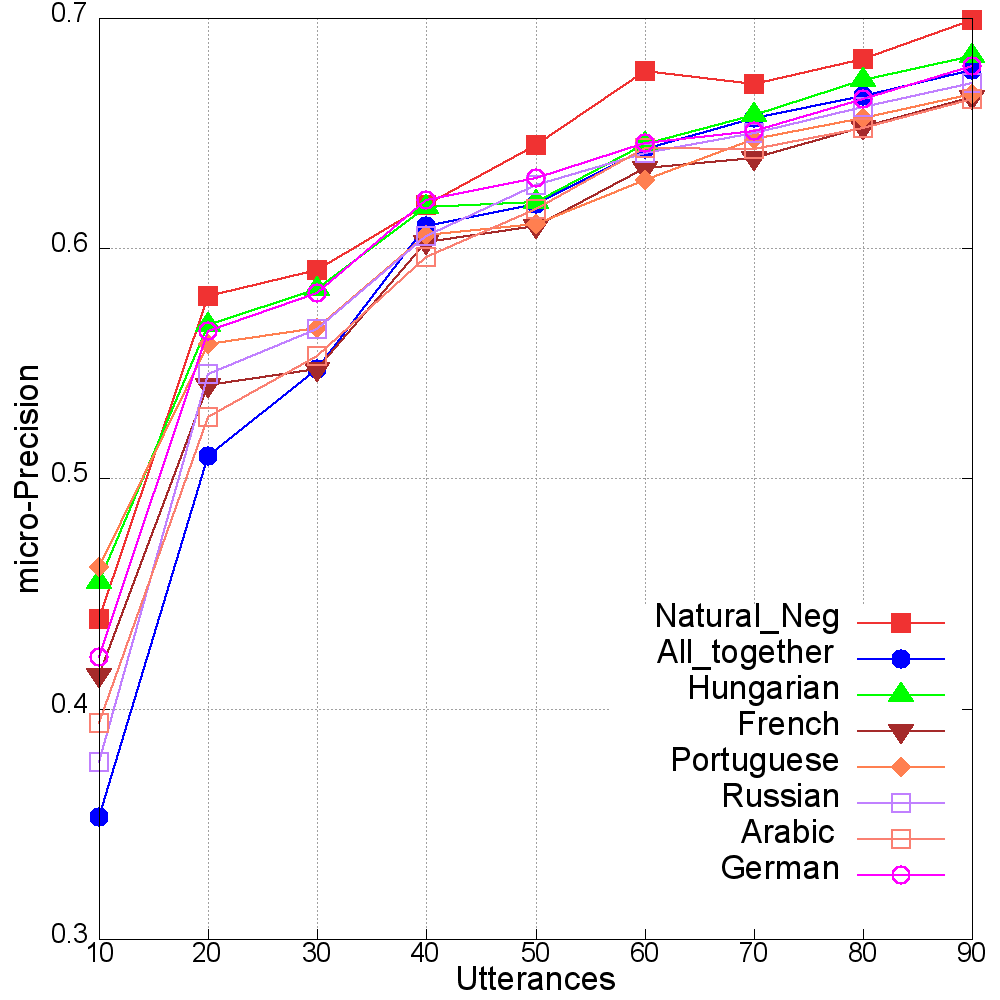 0.7
0.6
0.5
0.4
0.3
micro-Precision
Natural_Neg
All_together
Hungarian
French
Portuguese
Russian
Arabic
German
10 20 30 40 50 60 70 80 90
Utterances